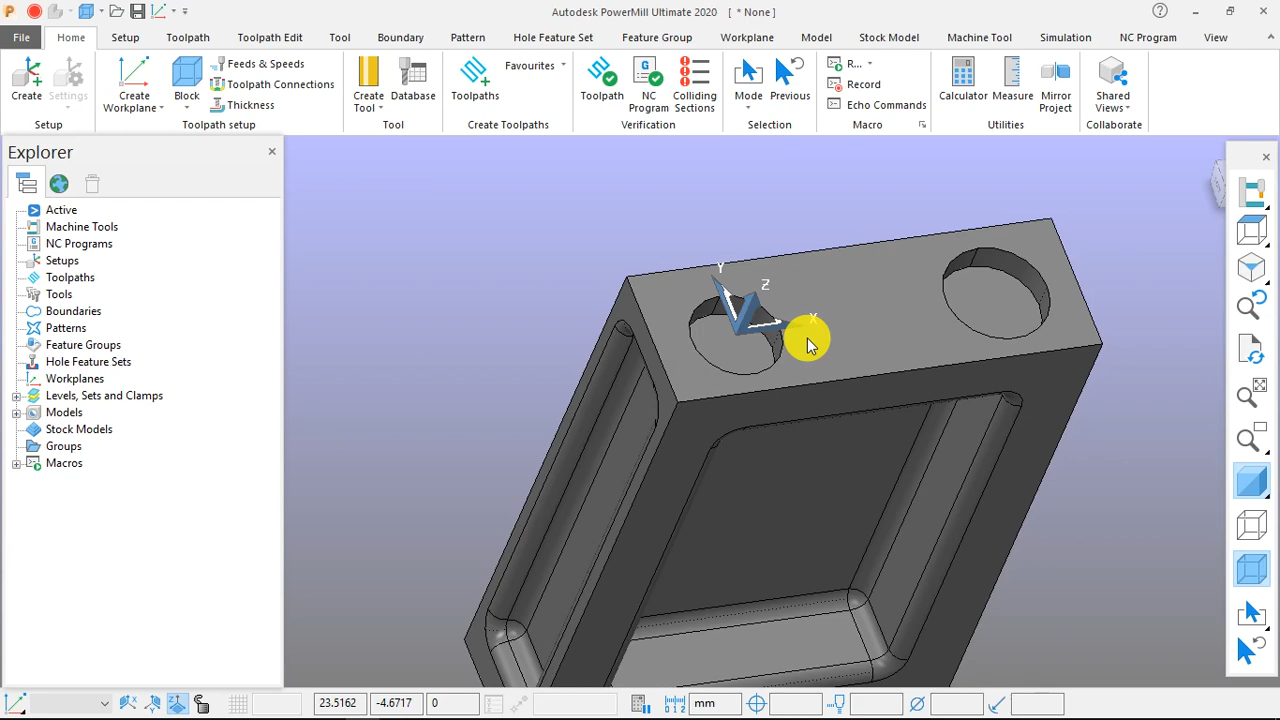 Autodesk PowerMill Ultimate 2020    [ * None ]
File Home Setup Toolpath Toolpath Edit Tool Boundary Pattern Hole Feature Set Feature Group Workplane Model Stock Model Machine Tool Simulation NC Program View
Create
Settings
Setup
Create
Workplane
Block
Feeds & Speeds
Toolpath Connections
Thickness
Toolpath setup
Create
Tool
Database
Tool
Toolpaths
Favourites
Create Toolpaths
Toolpath
NC
Program
Colliding
Sections
Verification
Mode
Previous
Selection
R...
Record
Echo Commands
Macro
Calculator
Measure
Mirror
Project
Utilities
Shared
Views
Collaborate
Explorer
Active
Machine Tools
NC Programs
Setups
Toolpaths
Tools
Boundaries
Patterns
Feature Groups
Hole Feature Sets
Workplanes
Levels, Sets and Clamps
Models
Stock Models
Groups
Macros
Y
Z
X
23.5162 -4.6717 0 mm